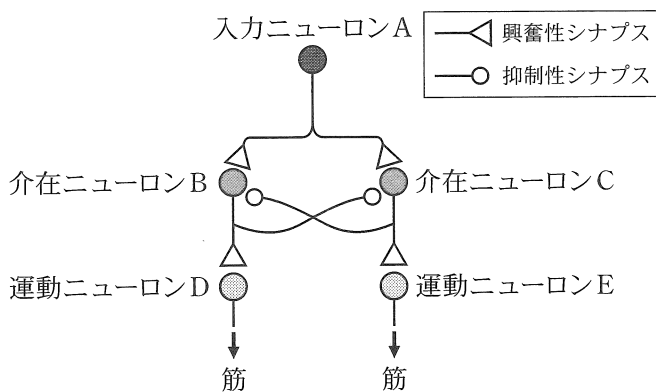 入力ニューロンA
興奮性シナプス
抑制性シナプス
介在ニューロンB
介在ニューロンC
運動ニューロンD
運動ニューロンE
筋
筋